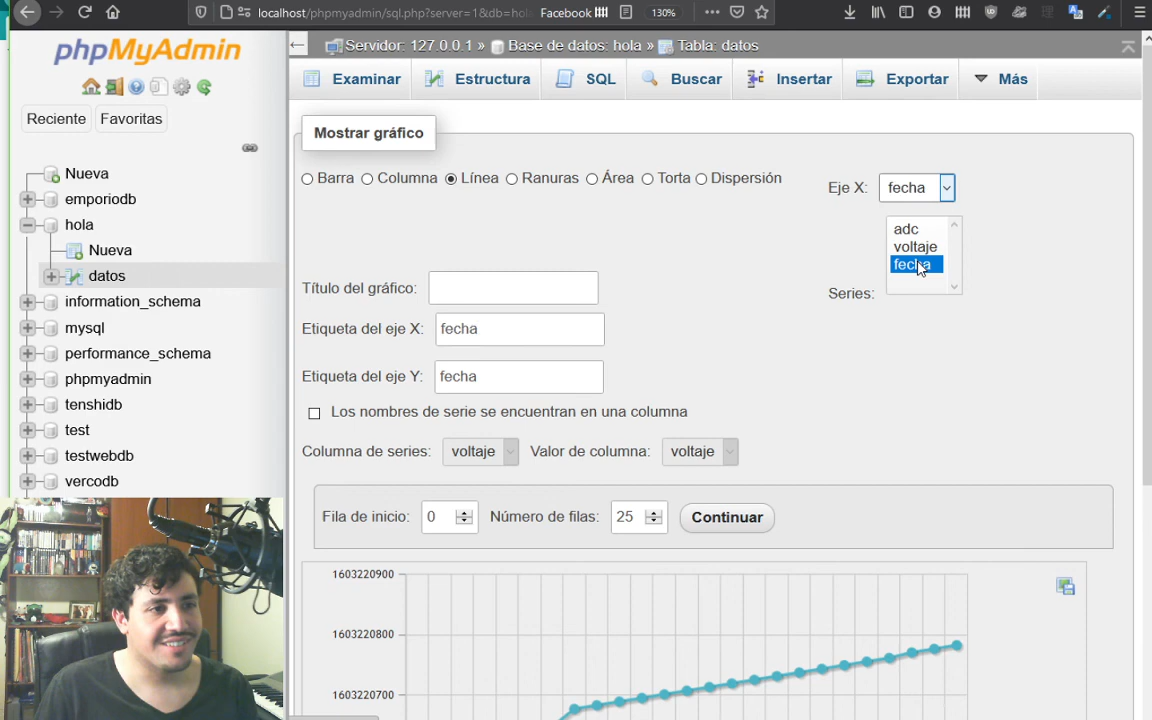 localhost/phpmyadmin/sql.php?server=1&db=hol
Facebook
130%
phpMyAdmin
Servidor: 127.0.0.1 » Base de datos: hola » Tabla: datos
Examinar
Estructura
SQL
Buscar
Insertar
Exportar
Más
Reciente
Favoritas
Nueva
emporiodb
hola
Nueva
datos
information_schema
mysql
performance_schema
phpmyadmin
tenshidb
test
testwebdb
vercodb
Mostrar gráfico
Barra Columna Línea Ranuras Área Torta Dispersión
Eje X: fecha
adc
voltaje
fecha
Series:
Título del gráfico:
Etiqueta del eje X: fecha
Etiqueta del eje Y: fecha
Los nombres de serie se encuentran en una columna
Columna de series: voltaje Valor de columna: voltaje
Fila de inicio: 0 Número de filas: 25 Continuar
1603220900
1603220800
1603220700